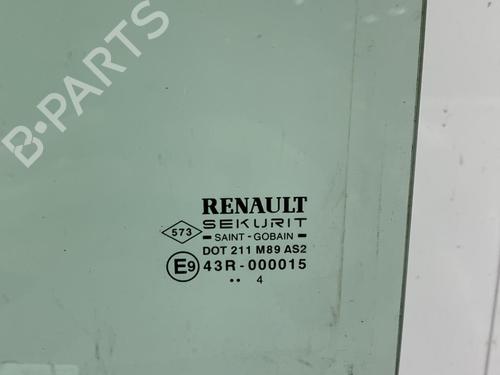 B-PARTS
RENAULT
SEKURIT
573
SAINT-GOBAIN
DOT 211 M89 AS2
E9 43R-000015
.. 4